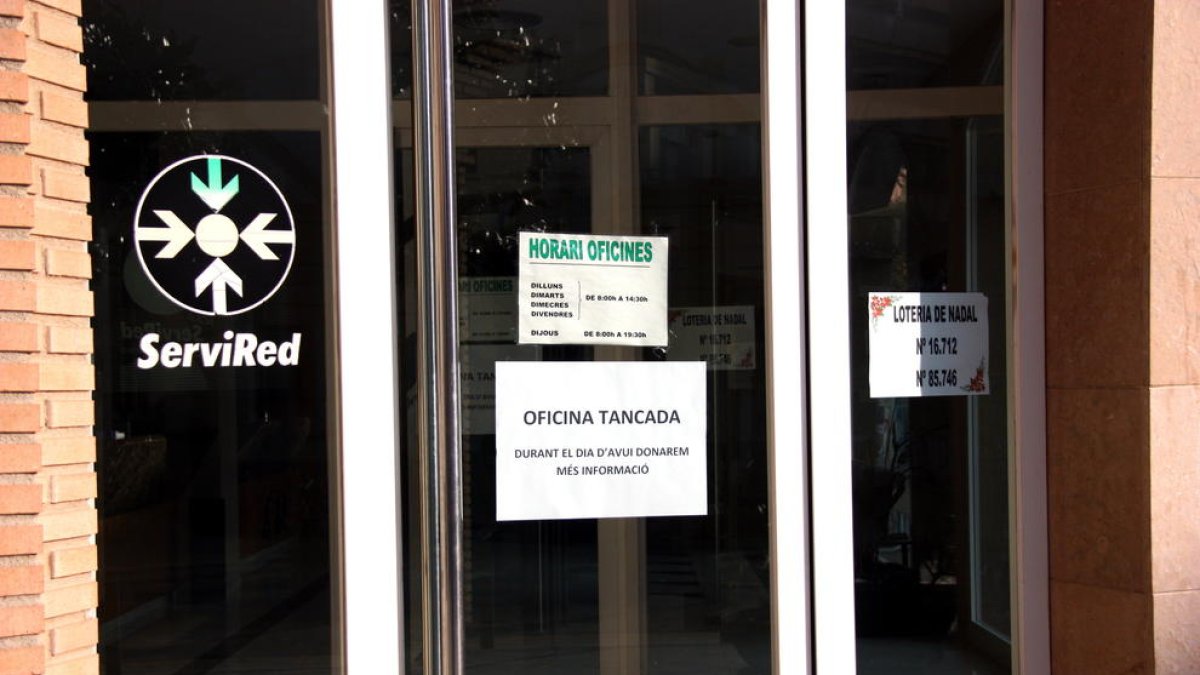 ServiRed
HORARI OFICINES
DILLUNS
DIMARTS
DIMECRES
DIVENDRES
DE 8:00h A 14:30h
DIJOUS DE 8:00h A 19:30h
OFICINA TANCADA
DURANT EL DIA D'AVUI DONAREM
MÉS INFORMACIÓ
LOTERIA DE NADAL
Nº 16.712
Nº 85.746